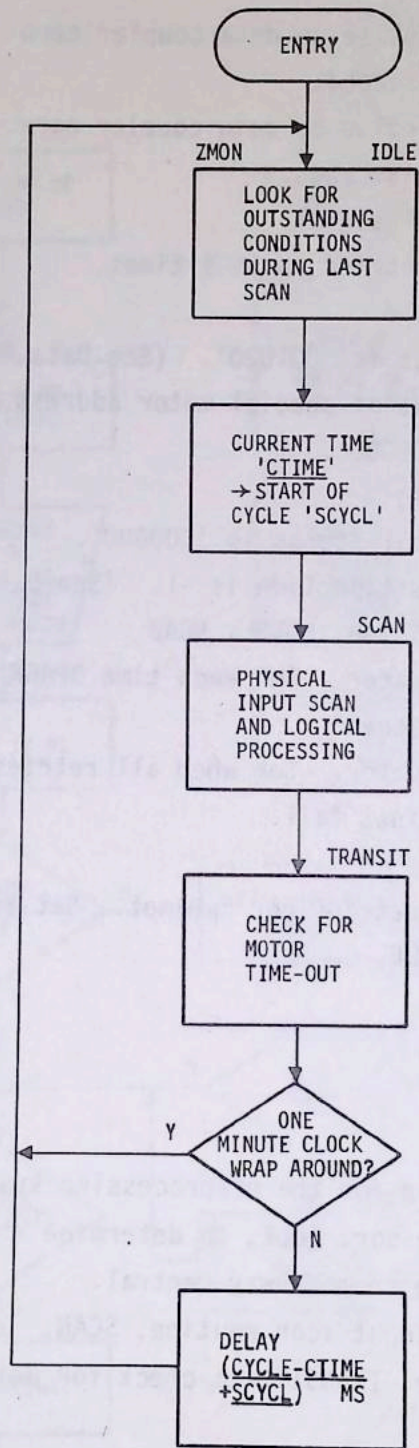 ENTRY
ZMON IDLE
LOOK FOR
OUTSTANDING
CONDITIONS
DURING LAST
SCAN
CURRENT TIME
'CTIME'
→ START OF
CYCLE 'SCYCL'
SCAN
PHYSICAL
INPUT SCAN
AND LOGICAL
PROCESSING
TRANSIT
CHECK FOR
MOTOR
TIME-OUT
Y
ONE
MINUTE CLOCK
WRAP AROUND?
N
DELAY
(CYCLE-CTIME
+SCYCL) MS